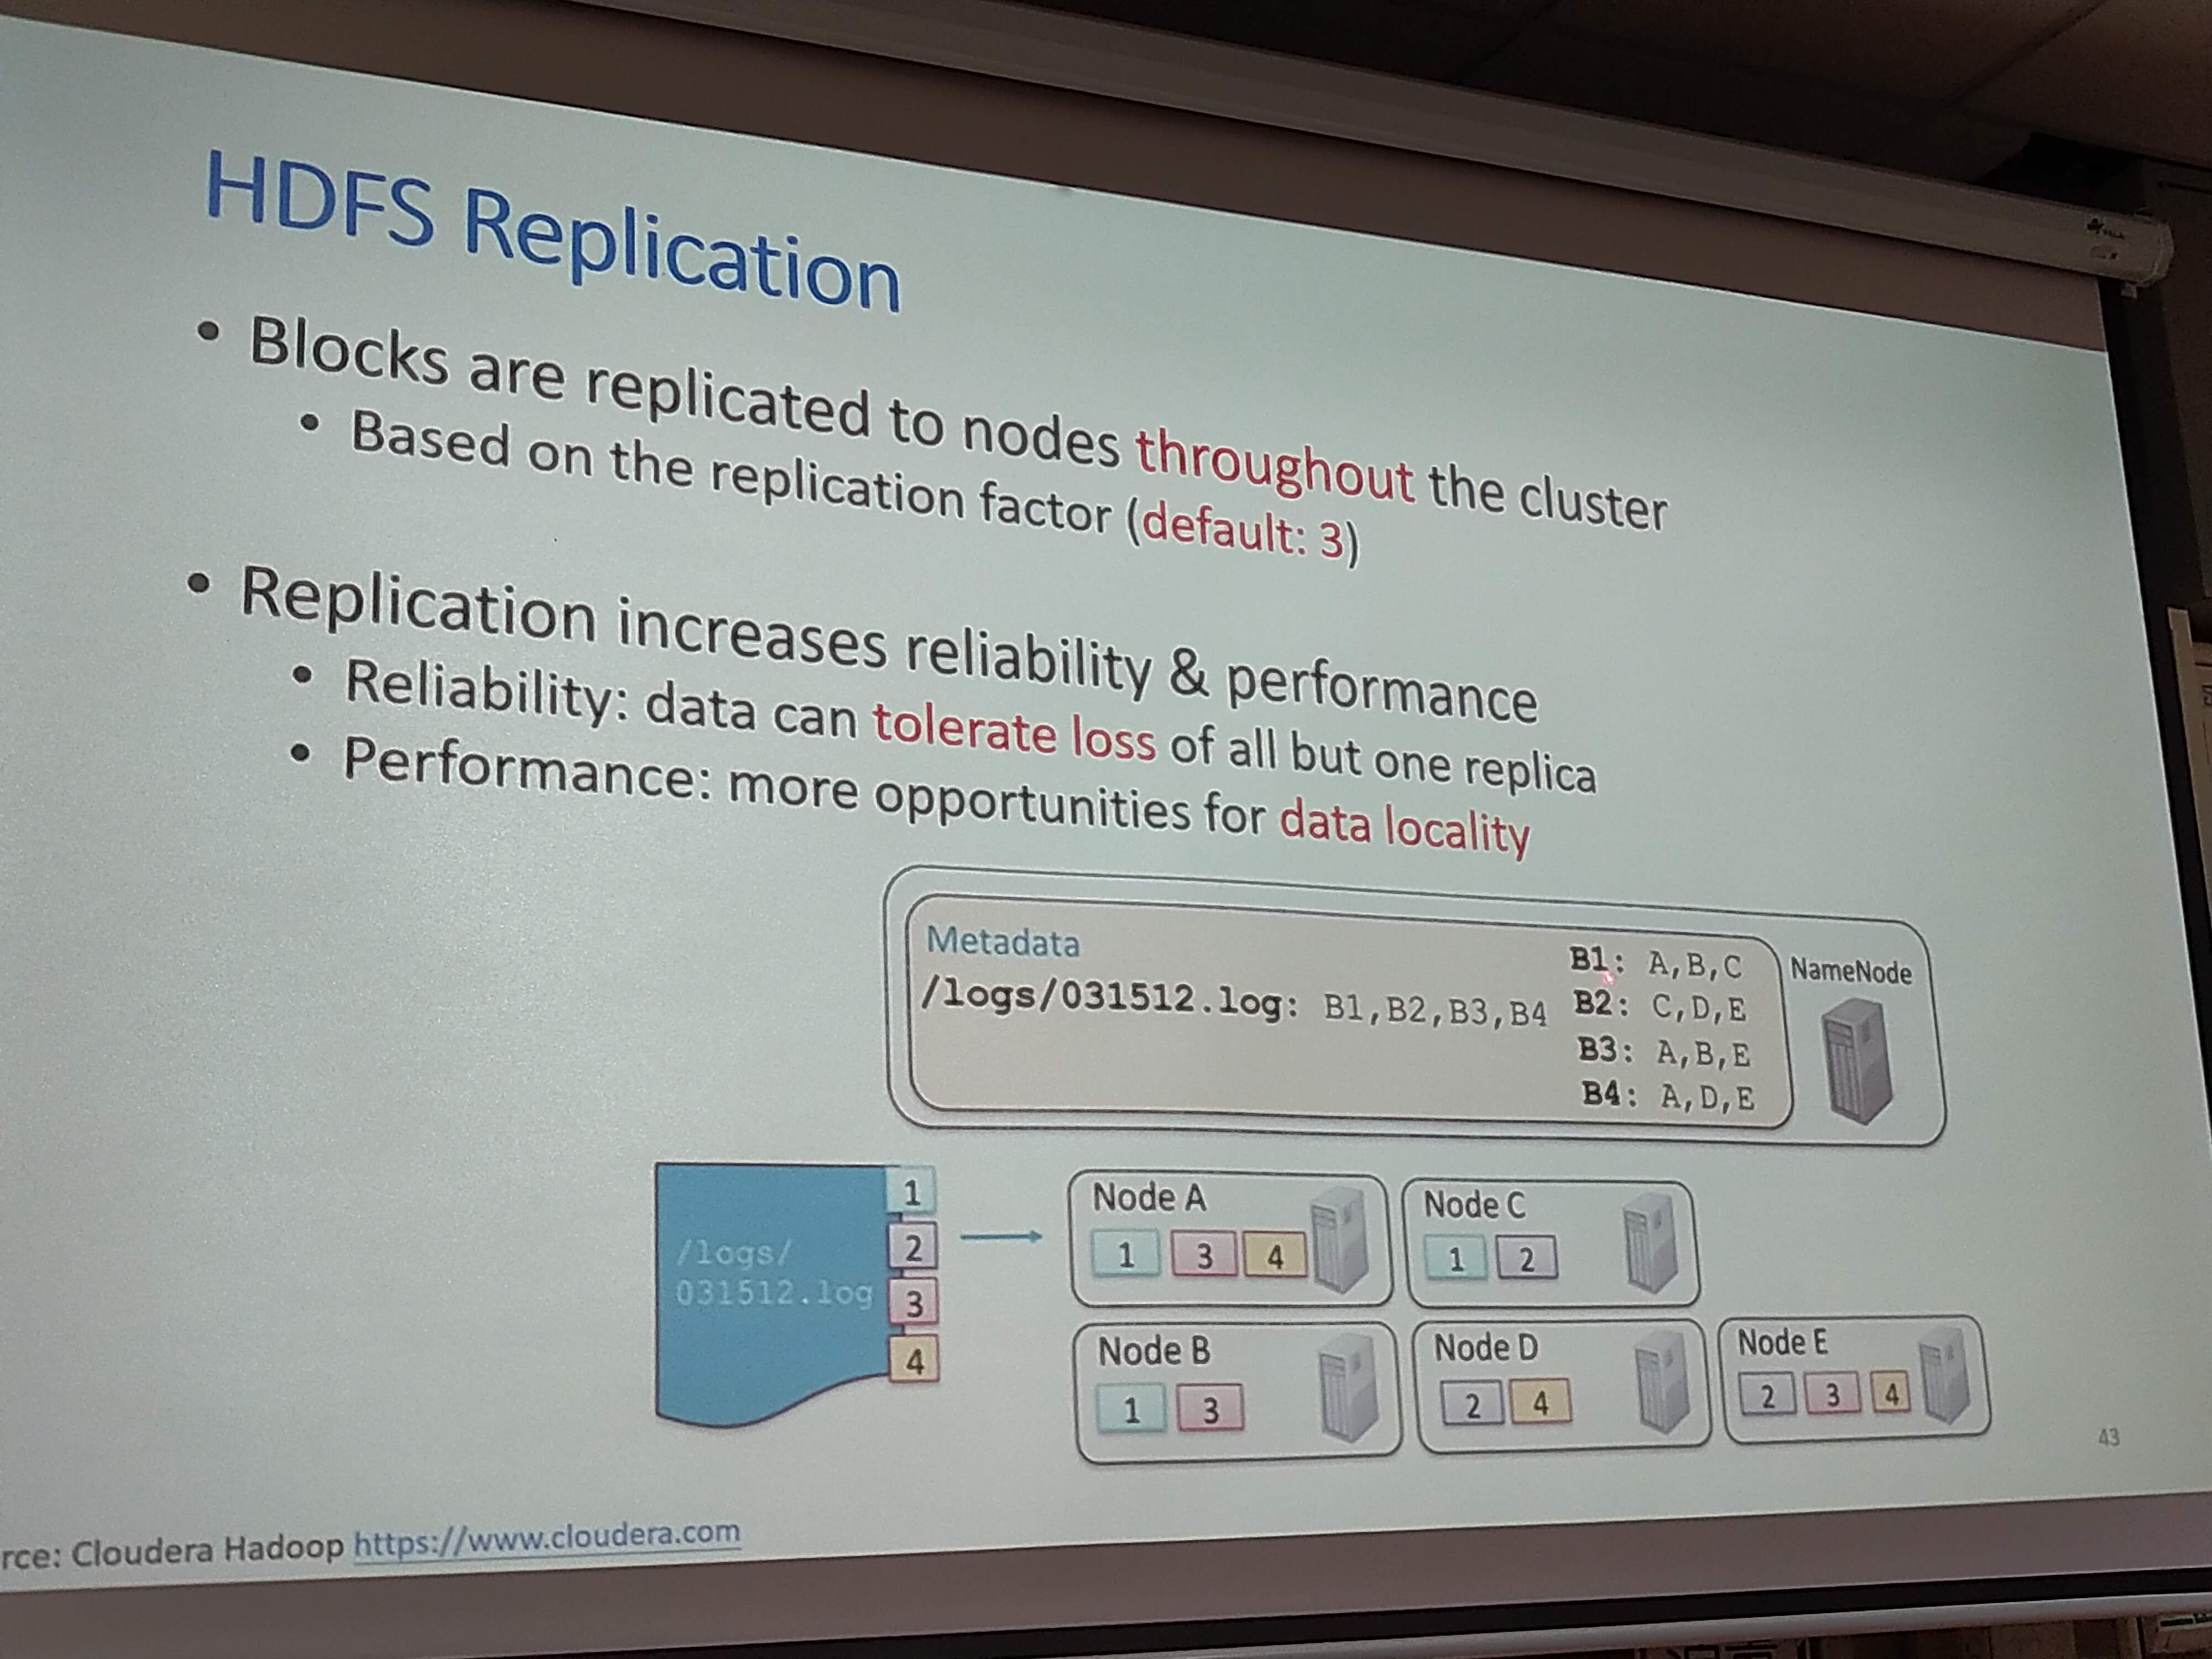 HDFS Replication
• Blocks are replicated to nodes throughout the cluster
• Based on the replication factor (default: 3)
• Replication increases reliability & performance
• Reliability: data can tolerate loss of all but one replica
• Performance: more opportunities for data locality
Metadata
/logs/031512.log: B1,B2,B3,B4
B1: A,B,C
B2: C,D,E
B3: A,B,E
B4: A,D,E
NameNode
/logs/
031512.log
1
2
3
4
Node A
1 3 4
Node C
1 2
Node B
1 3
Node D
2 4
Node E
2 3 4
43
rce: Cloudera Hadoop https://www.cloudera.com